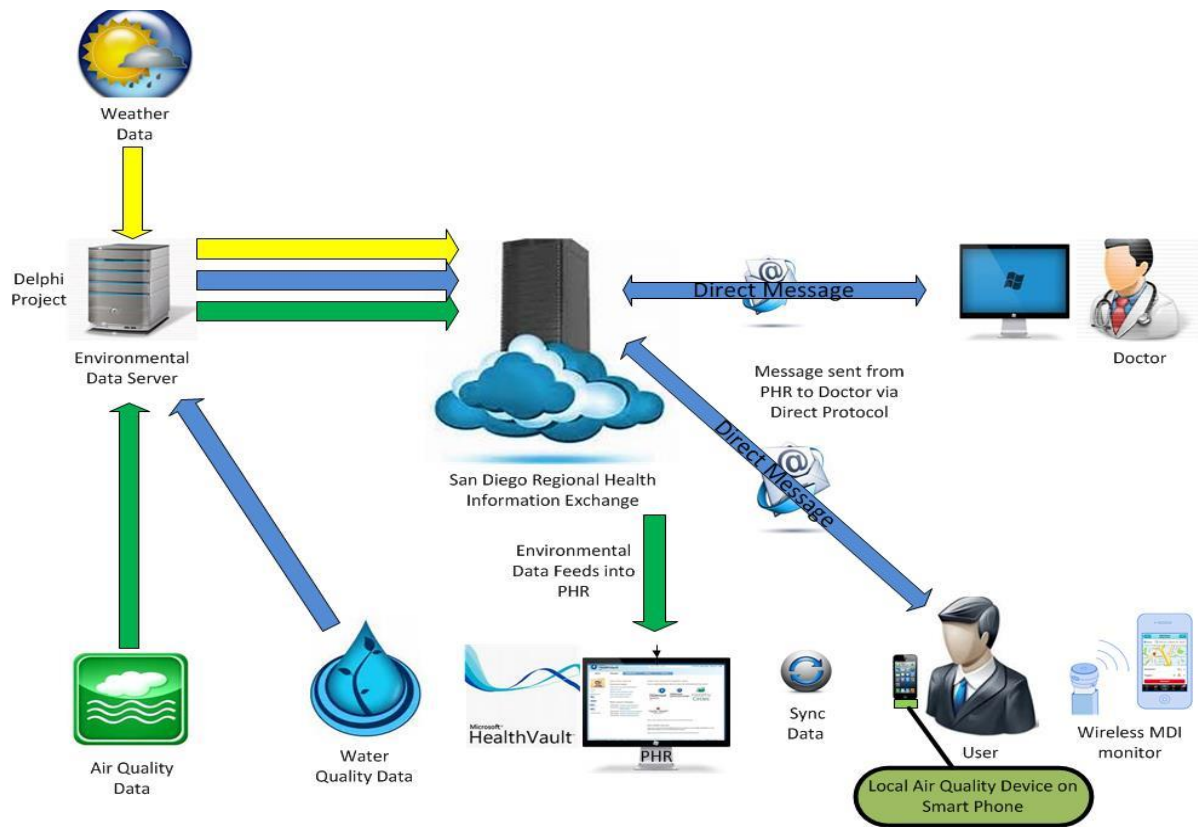 Weather
Data
Delphi
Project
Environmental
Data Server
Direct Message
Doctor
Message sent from
PHR to Doctor via
Direct Protocol
San Diego Regional Health
Information Exchange
Direct Message
Environmental
Data Feeds into
PHR
Air Quality
Data
Water
Quality Data
Microsoft
HealthVault
PHR
Sync
Data
User
Wireless MDI
monitor
Local Air Quality Device on
Smart Phone